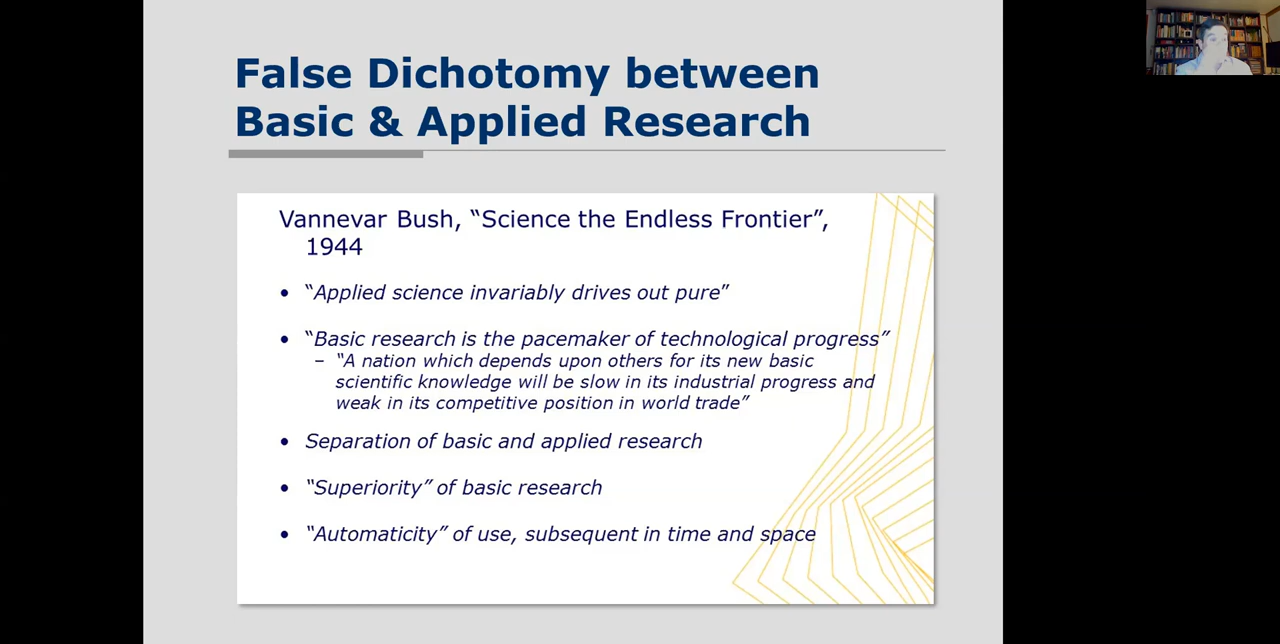 False Dichotomy between
Basic & Applied Research
Vannevar Bush, “Science the Endless Frontier”,
1944
• “Applied science invariably drives out pure”
• “Basic research is the pacemaker of technological progress”
– “A nation which depends upon others for its new basic
scientific knowledge will be slow in its industrial progress and
weak in its competitive position in world trade”
• Separation of basic and applied research
• “Superiority” of basic research
• “Automaticity” of use, subsequent in time and space